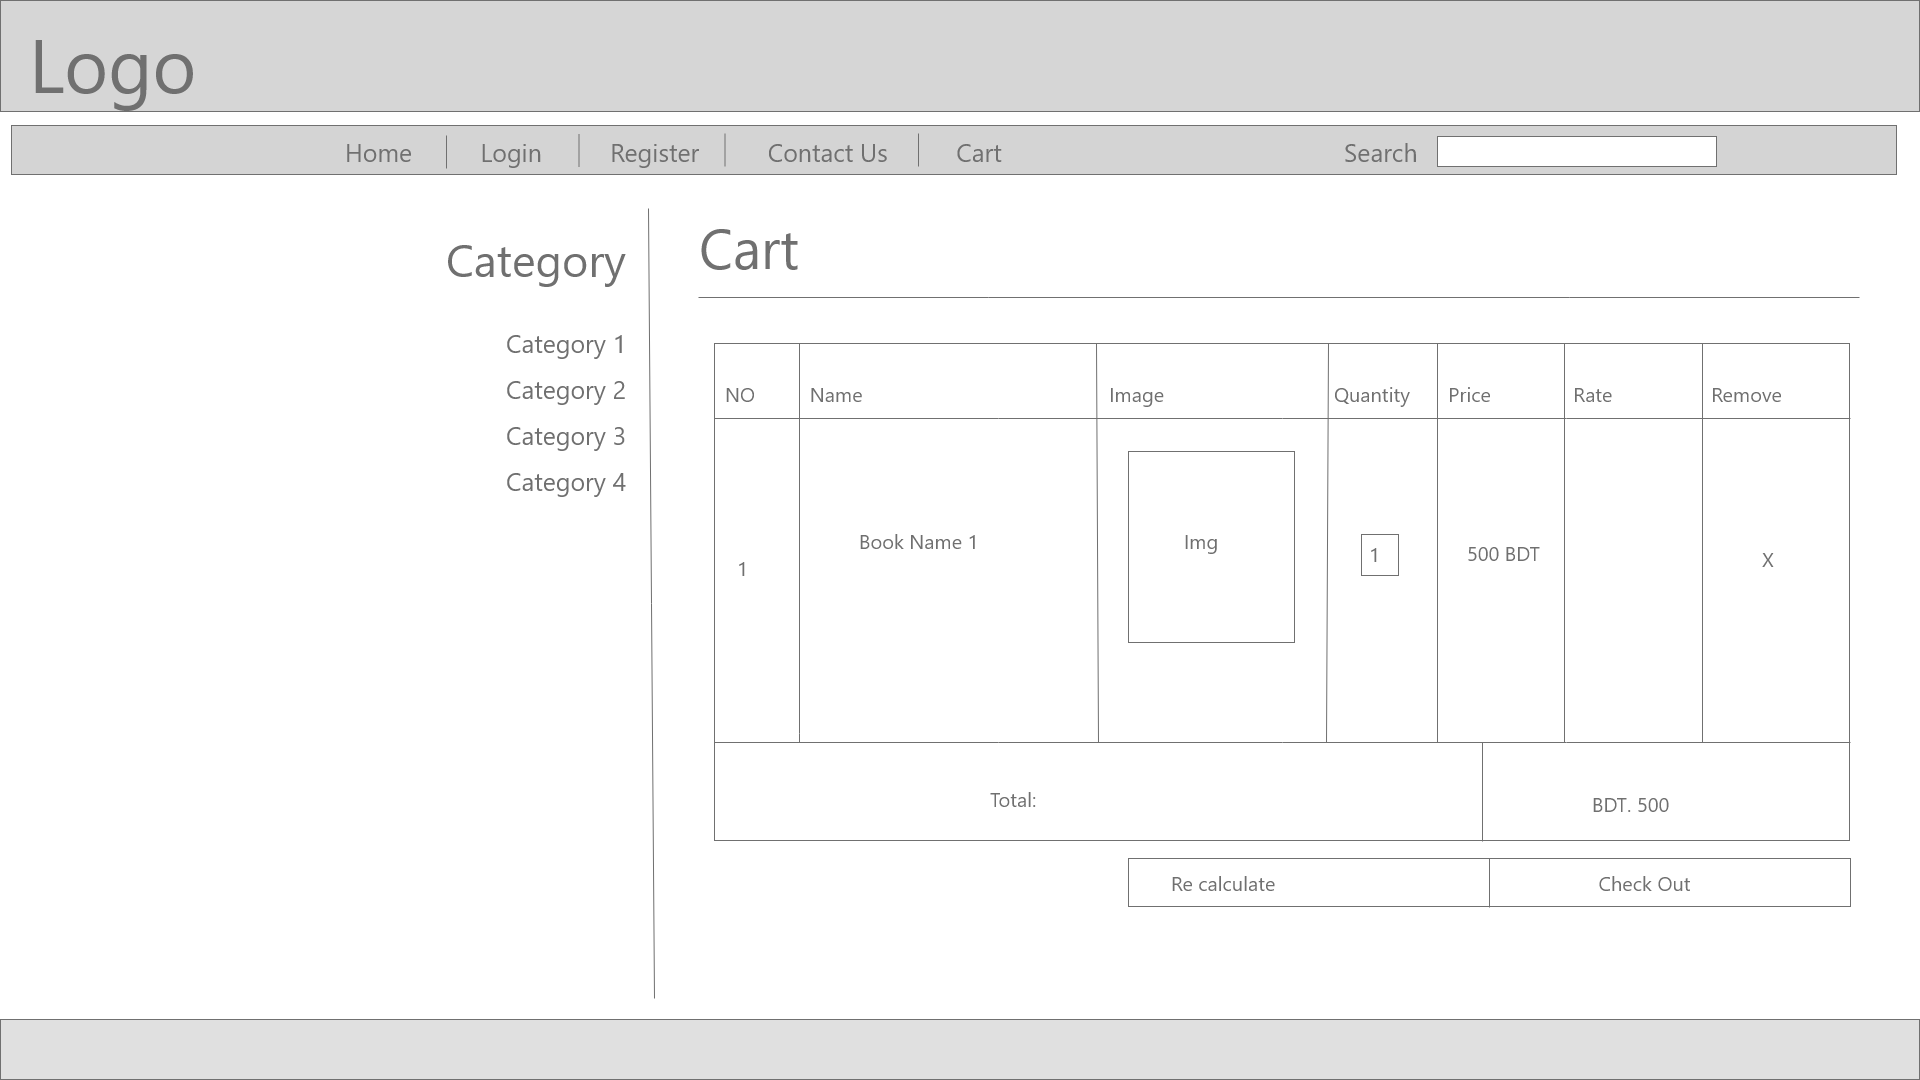 Logo
Home Login Register Contact Us Cart Search
Category
Category 1
Category 2
Category 3
Category 4
Cart
NO Name Image Quantity Price Rate Remove
1 Book Name 1 Img 1 500 BDT X
Total: BDT. 500
Re calculate Check Out